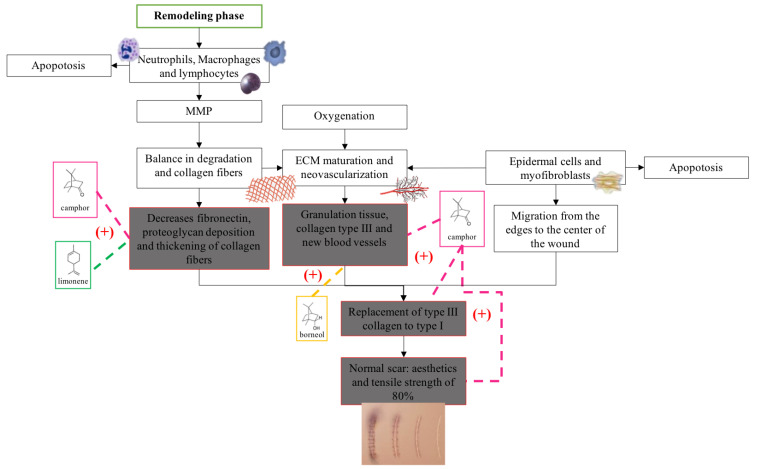 Remodeling phase
Neutrophils, Macrophages
and lymphocytes
Apopotosis
MMP
Oxygenation
Balance in degradation
and collagen fibers
ECM maturation and
neovascularization
Epidermal cells and
myofibroblasts
Apopotosis
camphor
(+)
limonene
Decreases fibronectin,
proteoglycan deposition
and thickening of collagen
fibers
Granulation tissue,
collagen type III and
new blood vessels
(+)
camphor
Migration from the
edges to the center of
the wound
(+)
H
OH
borneol
Replacement of type III
collagen to type I
(+)
Normal scar: aesthetics
and tensile strength of
80%